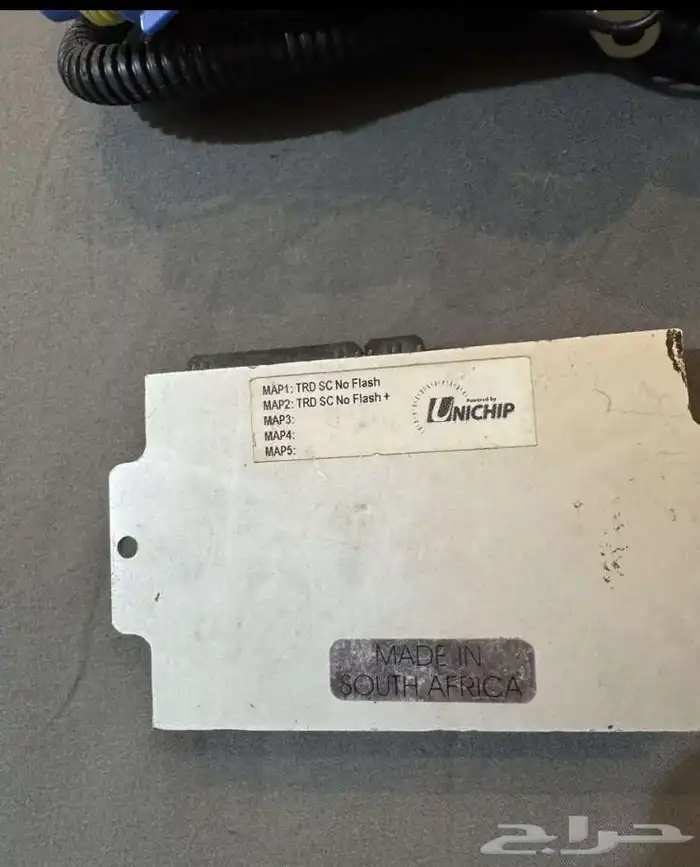 MAP1: TRD SC No Flash
MAP2: TRD SC No Flash +
MAP3:
MAP4:
MAP5:
Powered by
UNICHIP
MADE IN
SOUTH AFRICA
حراج